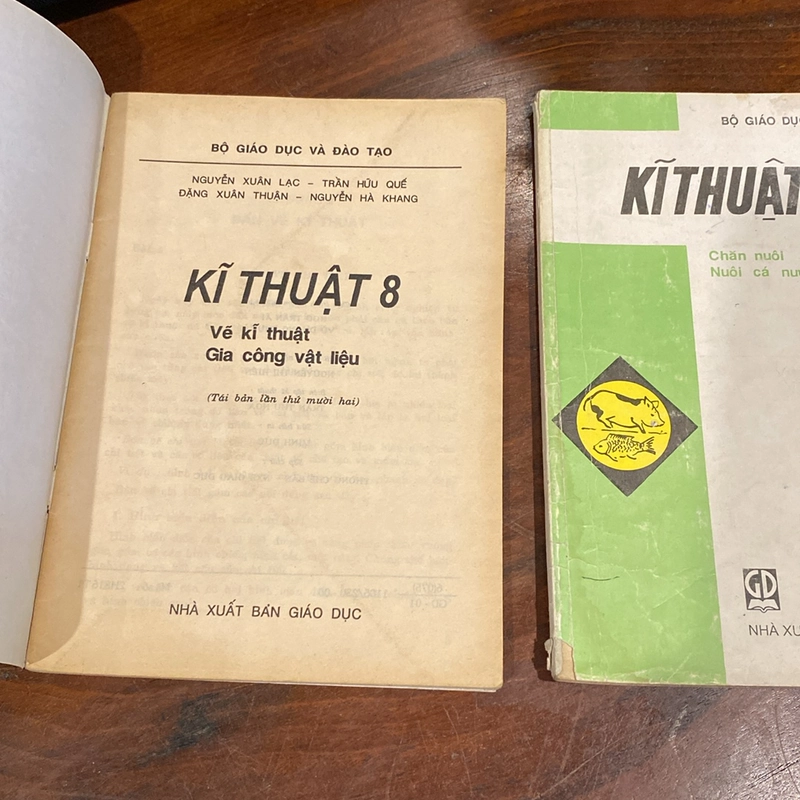 BỘ GIÁO DỤC VÀ ĐÀO TẠO
NGUYỄN XUÂN LẠC – TRẦN HỮU QUẾ
ĐẶNG XUÂN THUẬN – NGUYỄN HÀ KHANG
KĨ THUẬT 8
Vẽ kĩ thuật
Gia công vật liệu
(Tái bản lần thứ mười hai)
NHÀ XUẤT BẢN GIÁO DỤC
BỘ GIÁO DỤ
KĨ THUẬT
Chăn nuôi
Nuôi cá nư
GD
NHÀ XU